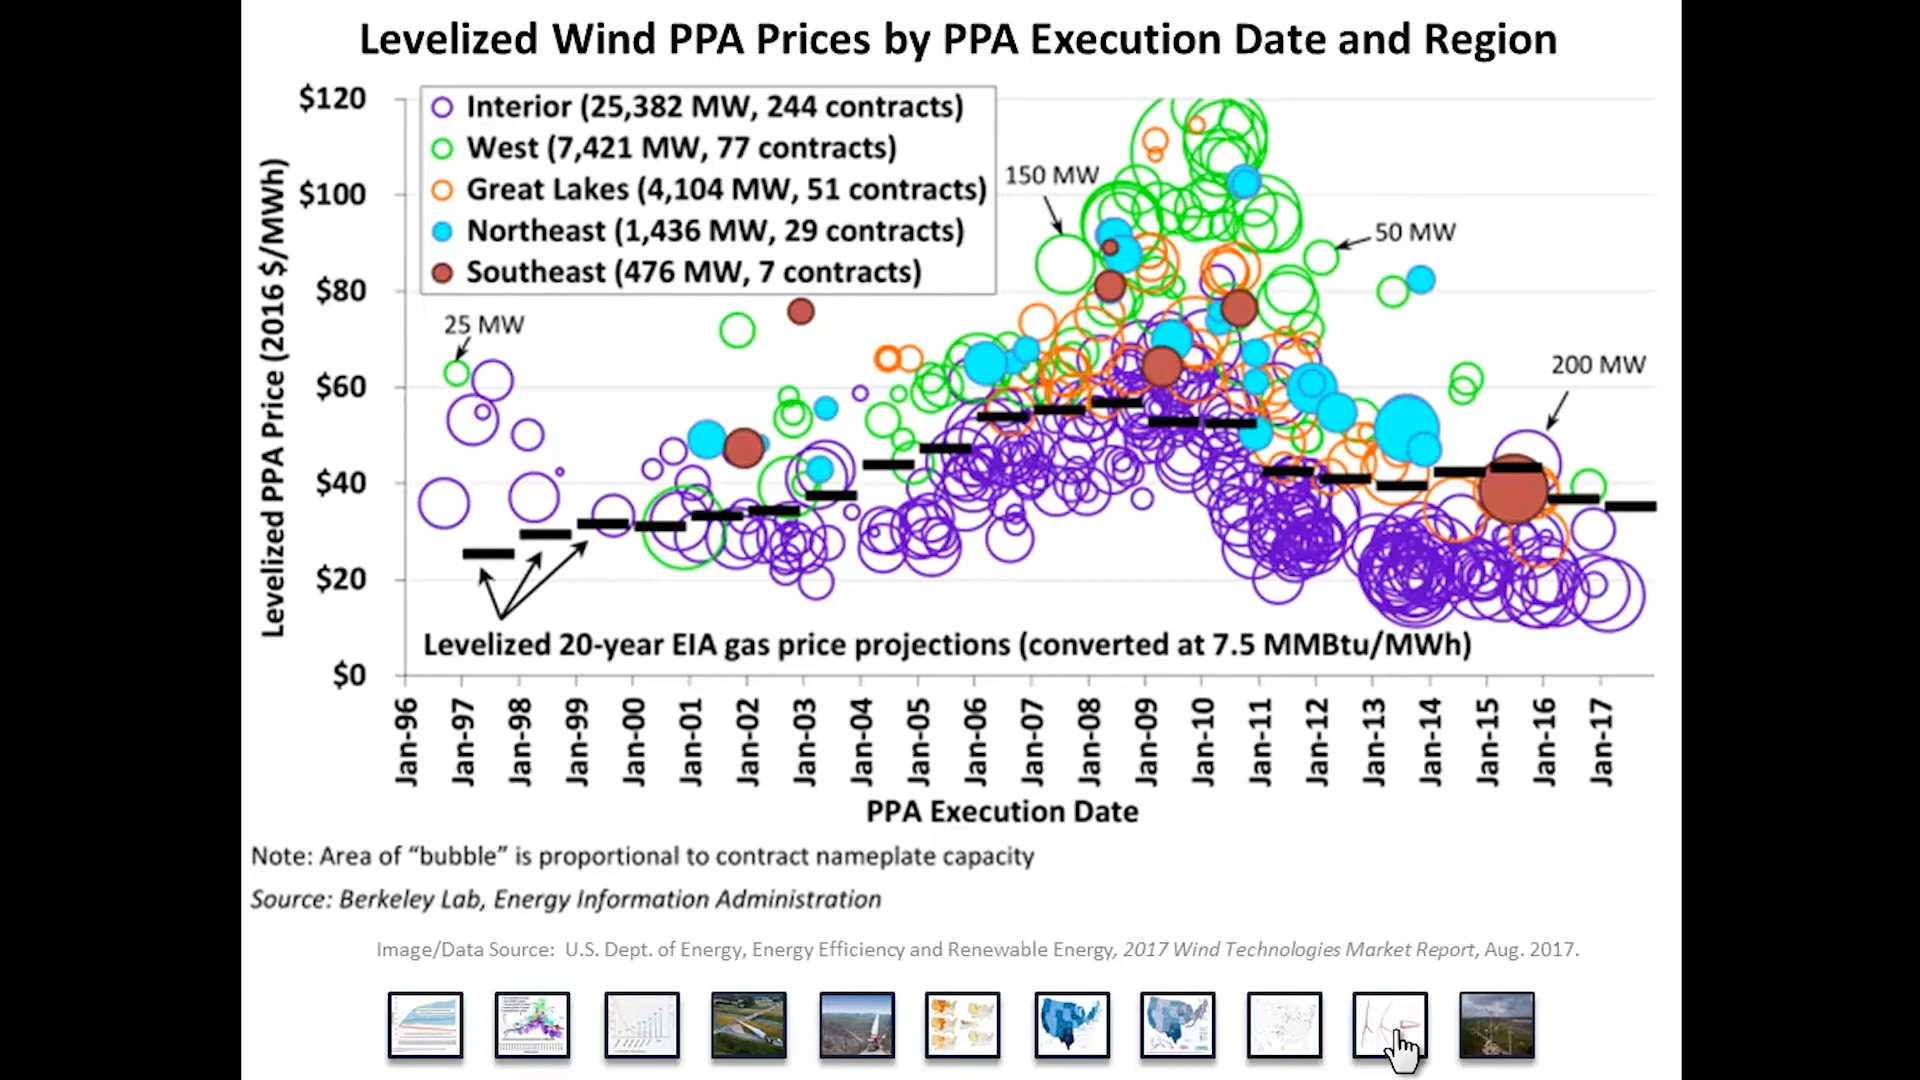 Levelized Wind PPA Prices by PPA Execution Date and Region
Levelized PPA Price (2016 $/MWh)
$120
$100
$80
$60
$40
$20
$0
Interior (25,382 MW, 244 contracts)
West (7,421 MW, 77 contracts)
Great Lakes (4,104 MW, 51 contracts)
Northeast (1,436 MW, 29 contracts)
Southeast (476 MW, 7 contracts)
150 MW
50 MW
25 MW
200 MW
Levelized 20-year EIA gas price projections (converted at 7.5 MMBtu/MWh)
Jan-96
Jan-97
Jan-98
Jan-99
Jan-00
Jan-01
Jan-02
Jan-03
Jan-04
Jan-05
Jan-06
Jan-07
Jan-08
Jan-09
Jan-10
Jan-11
Jan-12
Jan-13
Jan-14
Jan-15
Jan-16
Jan-17
PPA Execution Date
Note: Area of “bubble” is proportional to contract nameplate capacity
Source: Berkeley Lab, Energy Information Administration
Image/Data Source: U.S. Dept. of Energy, Energy Efficiency and Renewable Energy, 2017 Wind Technologies Market Report, Aug. 2017.